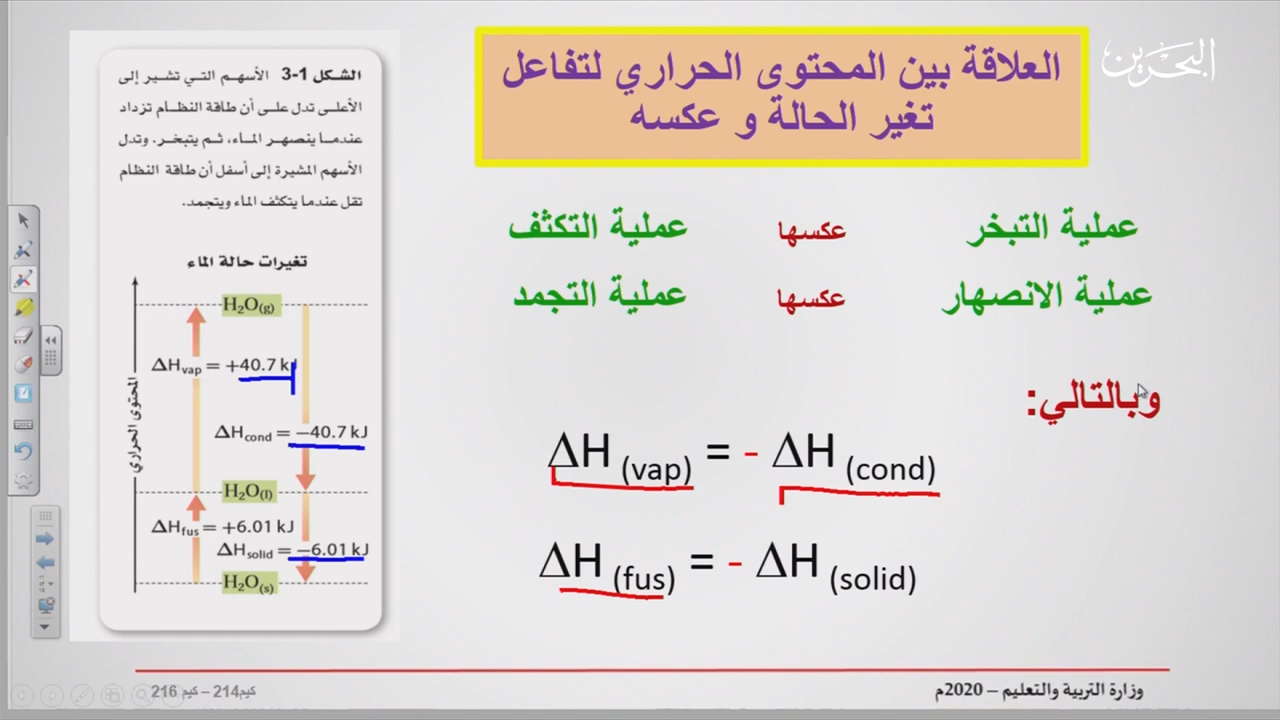 البحرين
العلاقة بين المحتوى الحراري لتفاعل
تغير الحالة و عكسه
عملية التبخر عكسها عملية التكثف
عملية الانصهار عكسها عملية التجمد
وبالتالي:
ΔH (vap) = - ΔH (cond)
ΔH (fus) = - ΔH (solid)
الشكل 1-3 الأسهم التي تشير إلى
الأعلى تدل على أن طاقة النظام تزداد
عندما ينصهر الماء، ثم يتبخر. وتدل
الأسهم المشيرة إلى أسفل أن طاقة النظام
تقل عندما يتكثف الماء ويتجمد.
تغيرات حالة الماء
المحتوى الحراري
H₂O(g)
ΔHvap = +40.7 kJ
ΔHcond = −40.7 kJ
H₂O(l)
ΔHfus = +6.01 kJ
ΔHsolid = −6.01 kJ
H₂O(s)
وزارة التربية والتعليم – 2020م
كيم214 – كيم 216